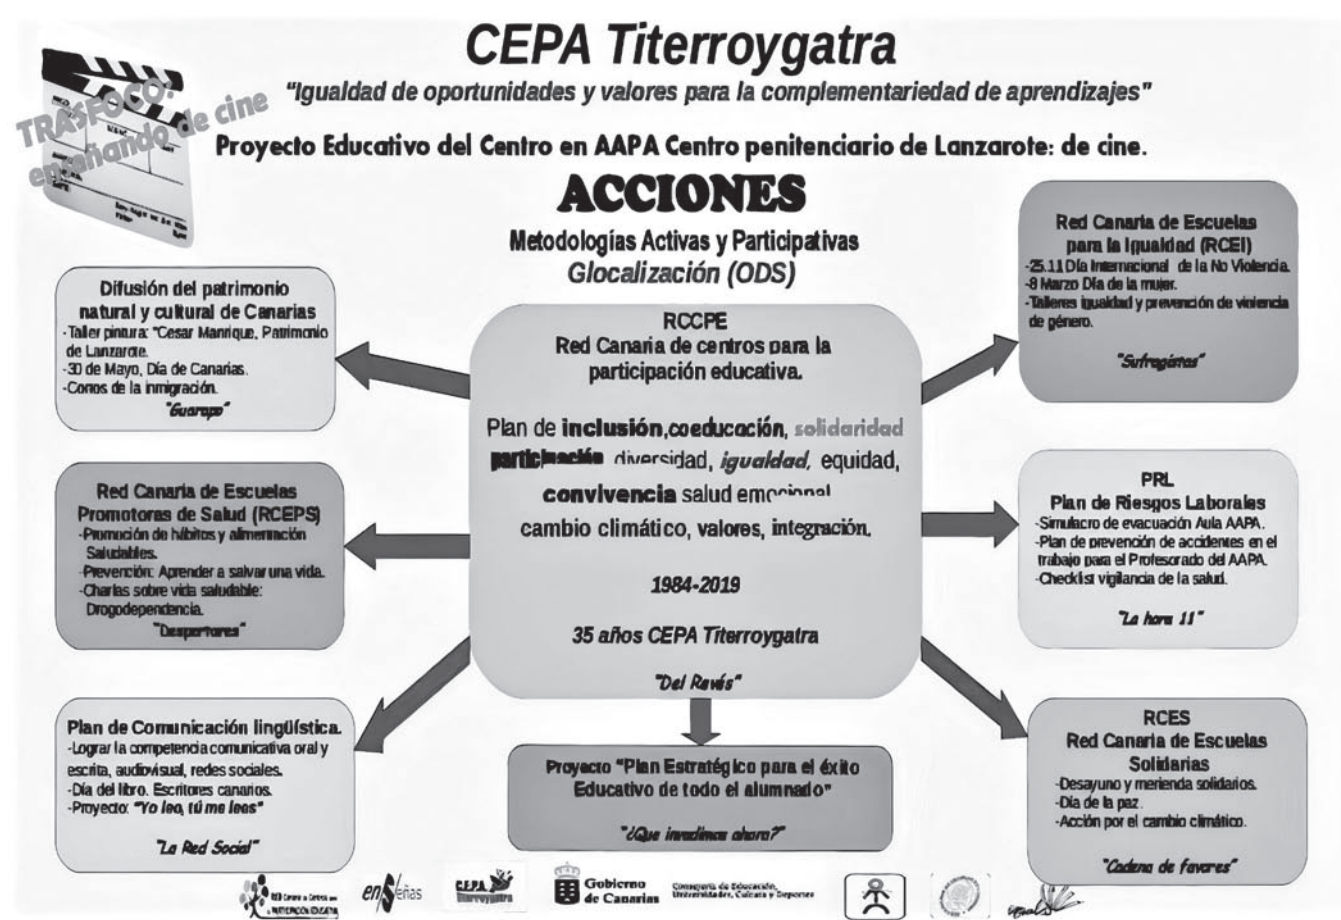 CEPA Titerroygatra
"Igualdad de oportunidades y valores para la complementariedad de aprendizajes"
TRASFOCO:
entrañando de cine
Proyecto Educativo del Centro en AAPA Centro penitenciario de Lanzarote: de cine.
ACCIONES
Metodologías Activas y Participativas
Glocalización (ODS)
Difusión del patrimonio
natural y cultural de Canarias
-Taller pintura: "Cesar Manrique, Patrimonio
de Lanzarote.
-30 de Mayo, Día de Canarias.
-Cortos de la inmigración.
"Guarapo"
Red Canaria de Escuelas
Promotoras de Salud (RCEPS)
-Promoción de hábitos y alimentación
Saludables.
-Prevención: Aprender a salvar una vida.
-Charlas sobre vida saludable:
Drogodependencia.
"Despertares"
Plan de Comunicación lingüística.
-Lograr la competencia comunicativa oral y
escrita, audiovisual, redes sociales.
-Día del libro. Escritores canarios.
-Proyecto: "Yo leo, tú me lees"
"La Red Social"
RCCPE
Red Canaria de centros para la
participación educativa.
Plan de inclusión,coeducación, solidaridad
participación diversidad, igualdad, equidad,
convivencia salud emocional
cambio climático, valores, integración.
1984-2019
35 años CEPA Titerroygatra
"Del Revés"
Proyecto "Plan Estratégico para el éxito
Educativo de todo el alumnado"
"¿Que invadimos ahora?"
Red Canaria de Escuelas
para la Igualdad (RCEI)
-25.11 Día Internacional de la No Violencia.
-8 Marzo Día de la mujer.
-Talleres igualdad y prevención de violencia
de género.
"Sufragistas"
PRL
Plan de Riesgos Laborales
-Simulacro de evacuación Aula AAPA.
-Plan de prevención de accidentes en el
trabajo para el Profesorado del AAPA.
-Checklist vigilancia de la salud.
"La hora 11"
RCES
Red Canaria de Escuelas
Solidarias
-Desayuno y merienda solidarios.
-Día de la paz.
-Acción por el cambio climático.
"Cadena de favores"
enSeñas
C.E.P.A.
Titerroygatra
Gobierno
de Canarias
Consejería de Educación,
Universidades, Cultura y Deportes